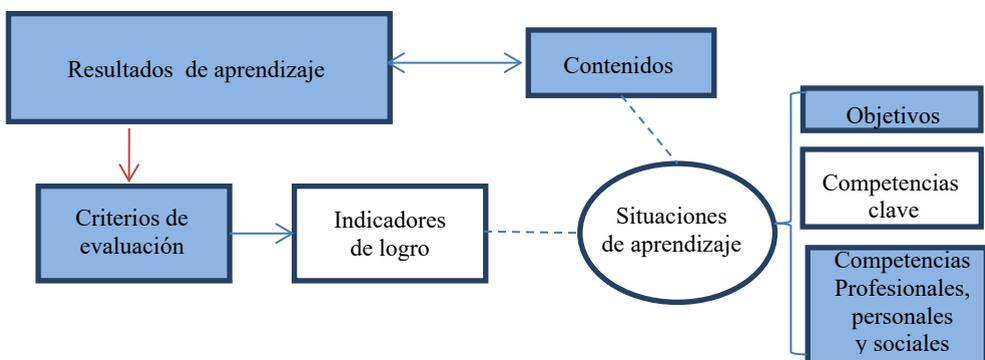 Resultados de aprendizaje
Contenidos
Objetivos
Competencias
clave
Criterios de
evaluación
Indicadores
de logro
Situaciones
de aprendizaje
Competencias
Profesionales,
personales
y sociales